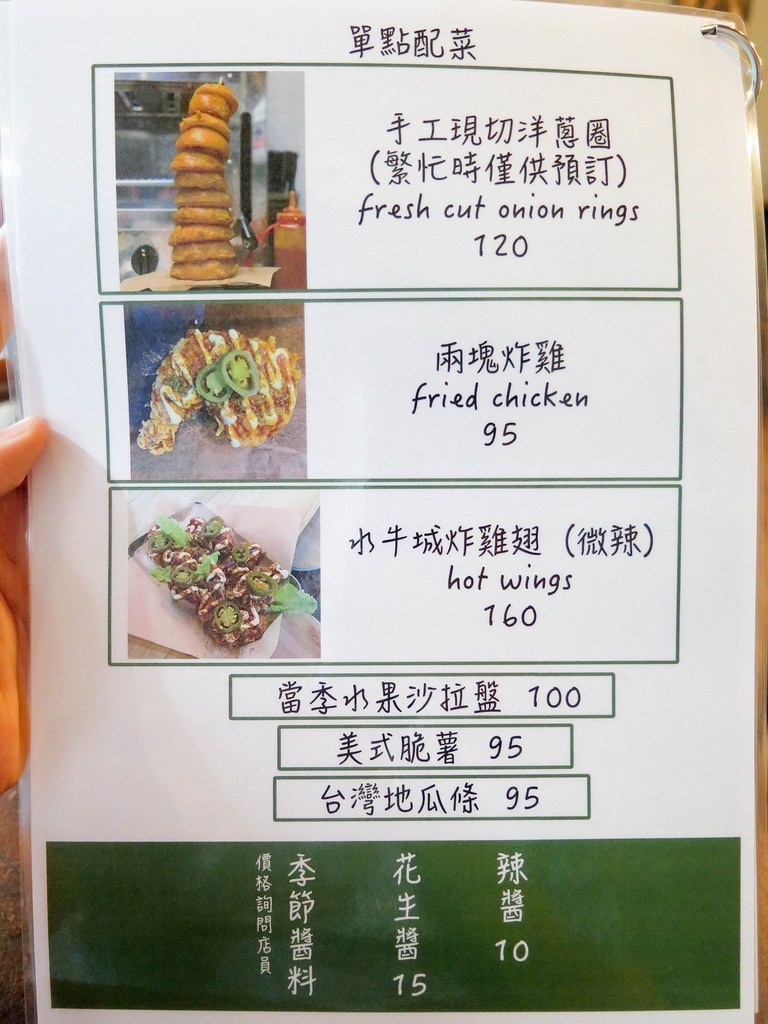 單點配菜
手工現切洋蔥圈
(繁忙時僅供預訂)
fresh cut onion rings
120
兩塊炸雞
fried chicken
95
水牛城炸雞翅 (微辣)
hot wings
160
當季水果沙拉盤 100
美式脆薯 95
台灣地瓜條 95
辣醬 10
花生醬 15
季節醬料
價格詢問店員